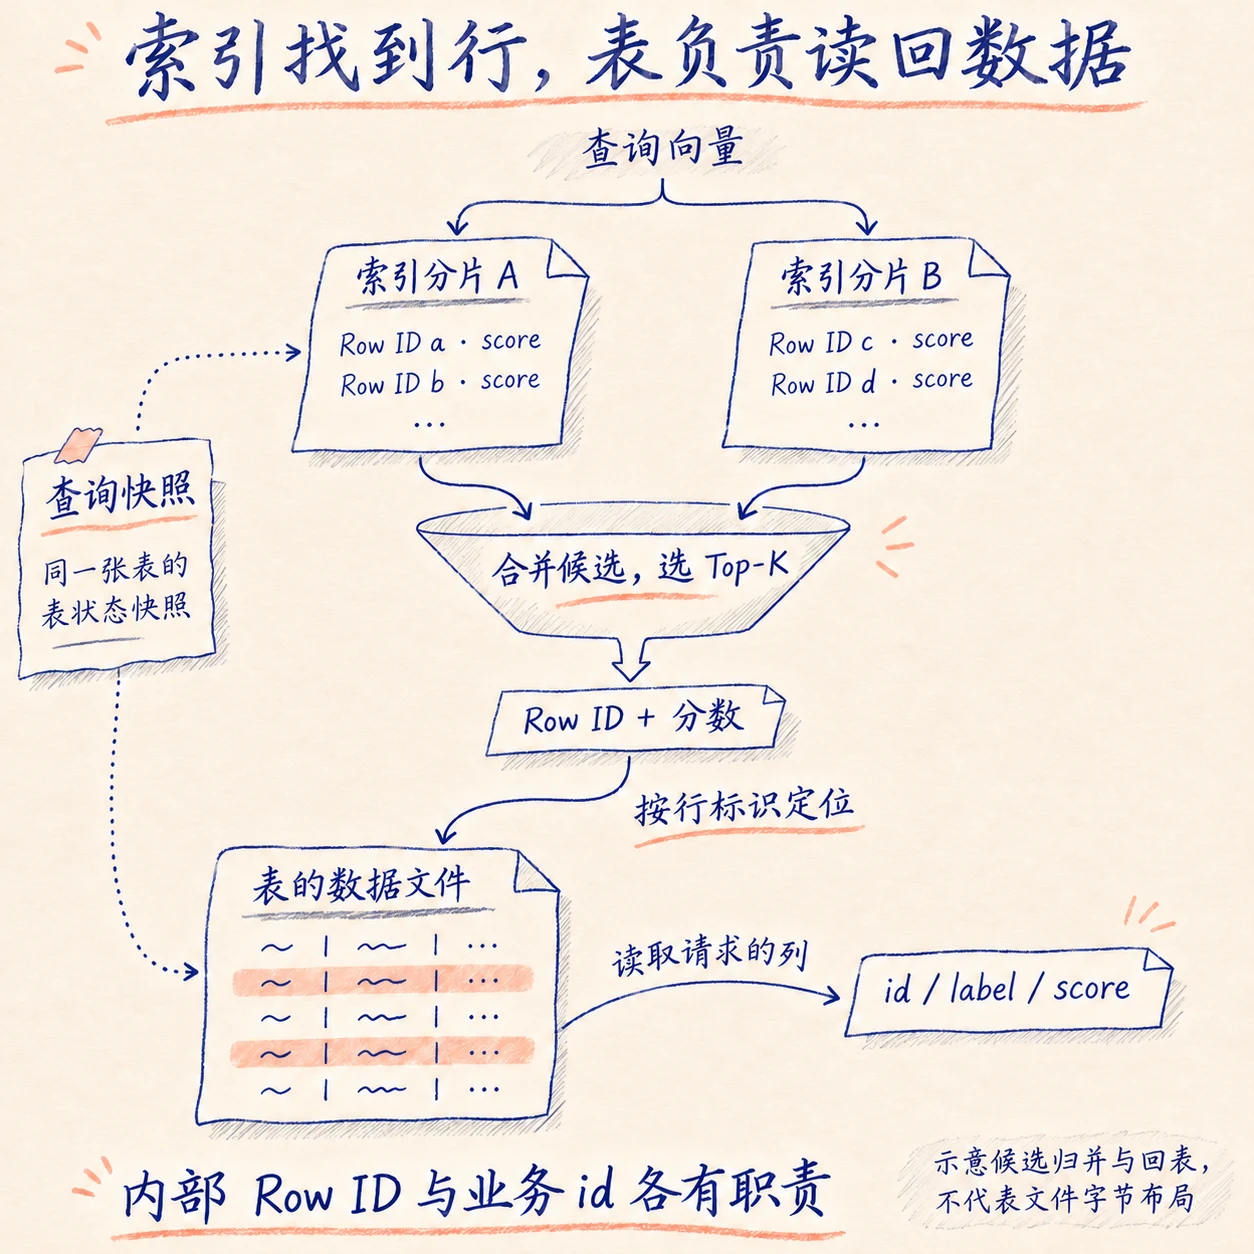 索引找到行，表负责读回数据
查询向量
索引分片 A
Row ID a · score
Row ID b · score
...
索引分片 B
Row ID c · score
Row ID d · score
...
查询快照
同一张表的
表状态快照
合并候选，选 Top-K
Row ID + 分数
按行标识定位
表的数据文件
~ | ~~ | ...
~ | ~~ | ...
~ | ~~ | ...
~ | ~~ | ...
~ | ~~ | ...
读取请求的列
id / label / score
内部 Row ID 与业务 id 各有职责
示意候选归并与回表，
不代表文件字节布局